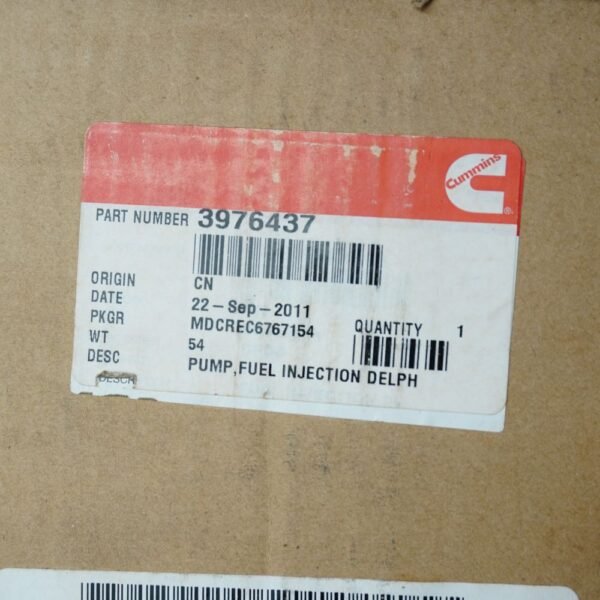 Cummins
®
PART NUMBER 3976437
ORIGIN CN
DATE 22-Sep-2011
PKGR MDCREC6767154 QUANTITY 1
WT 54
DESC PUMP,FUEL INJECTION DELPH